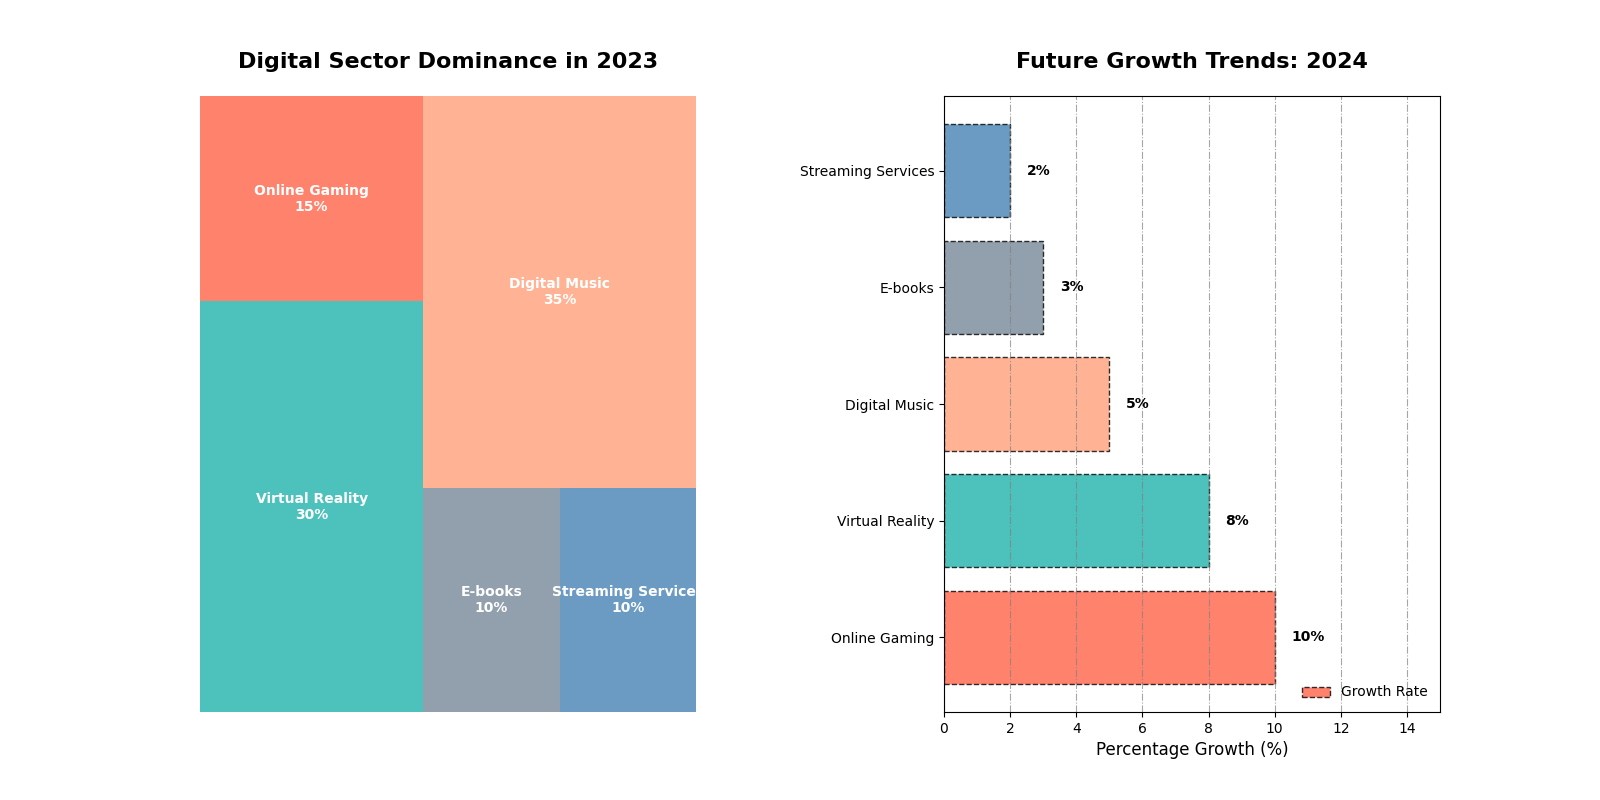 Digital Sector Dominance in 2023
Online Gaming
15%
Digital Music
35%
Virtual Reality
30%
E-books
10%
Streaming Service
10%
Future Growth Trends: 2024
Streaming Services
2%
E-books
3%
Digital Music
5%
Virtual Reality
8%
Online Gaming
10%
Growth Rate
0 2 4 6 8 10 12 14
Percentage Growth (%)